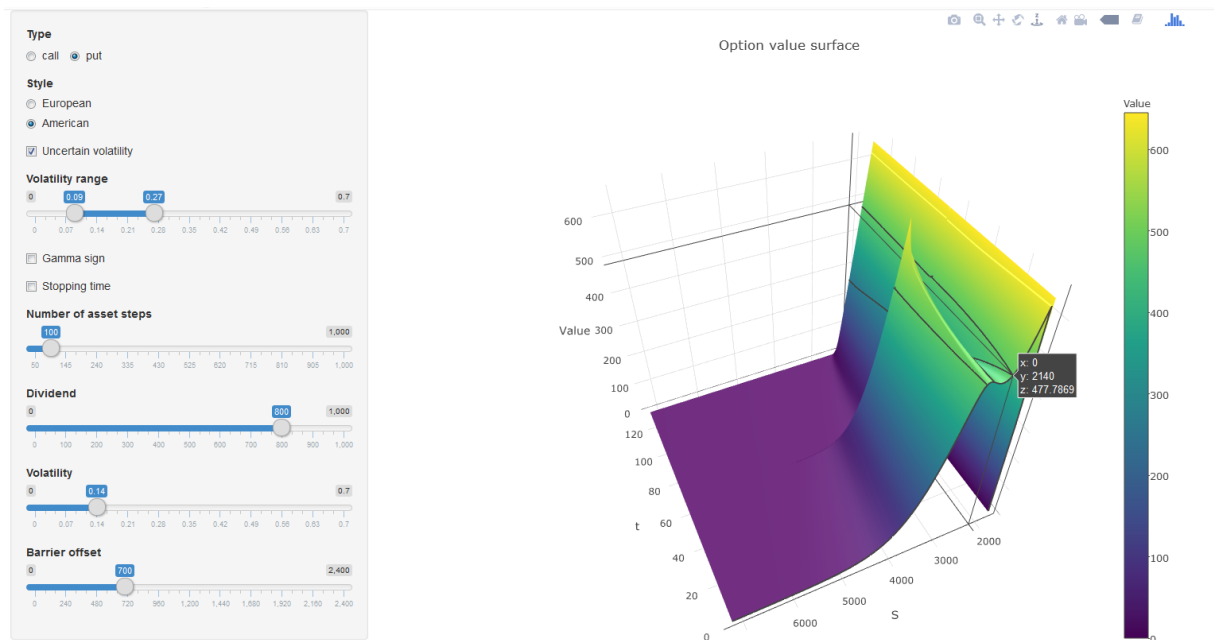 Type
call put
Style
European
American
Uncertain volatility
Volatility range
0 0.09 0.27 0.7
0 0.07 0.14 0.21 0.28 0.35 0.42 0.49 0.56 0.63 0.7
Gamma sign
Stopping time
Number of asset steps
100 1,000
50 145 240 335 430 525 620 715 810 905 1,000
Dividend
0 800 1,000
0 100 200 300 400 500 600 700 800 900 1,000
Volatility
0 0.14 0.7
0 0.07 0.14 0.21 0.28 0.35 0.42 0.49 0.56 0.63 0.7
Barrier offset
0 700 2,400
0 240 480 720 960 1,200 1,440 1,680 1,920 2,160 2,400
Option value surface
600
500
400
Value 300
200
100
0
120
100
80
t 60
40
20
0
6000
5000
4000
3000
2000
S
x: 0
y: 2140
z: 477.7869
Value
600
500
400
300
200
100
0